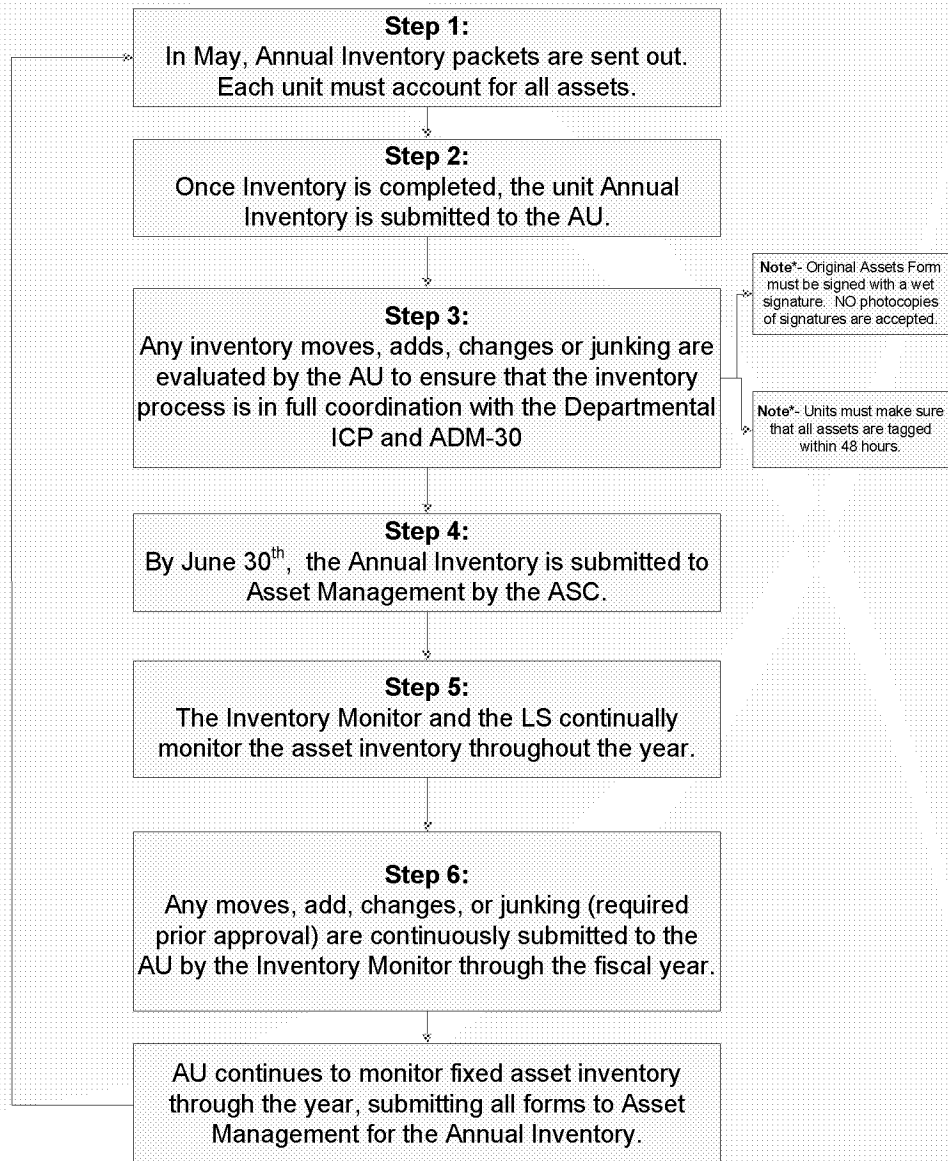 Step 1:
In May, Annual Inventory packets are sent out.
Each unit must account for all assets.
Step 2:
Once Inventory is completed, the unit Annual
Inventory is submitted to the AU.
Step 3:
Any inventory moves, adds, changes or junking are
evaluated by the AU to ensure that the inventory
process is in full coordination with the Departmental
ICP and ADM-30
Note*- Original Assets Form
must be signed with a wet
signature. NO photocopies
of signatures are accepted.
Note*- Units must make sure
that all assets are tagged
within 48 hours.
Step 4:
By June 30th, the Annual Inventory is submitted to
Asset Management by the ASC.
Step 5:
The Inventory Monitor and the LS continually
monitor the asset inventory throughout the year.
Step 6:
Any moves, add, changes, or junking (required
prior approval) are continuously submitted to the
AU by the Inventory Monitor through the fiscal year.
AU continues to monitor fixed asset inventory
through the year, submitting all forms to Asset
Management for the Annual Inventory.